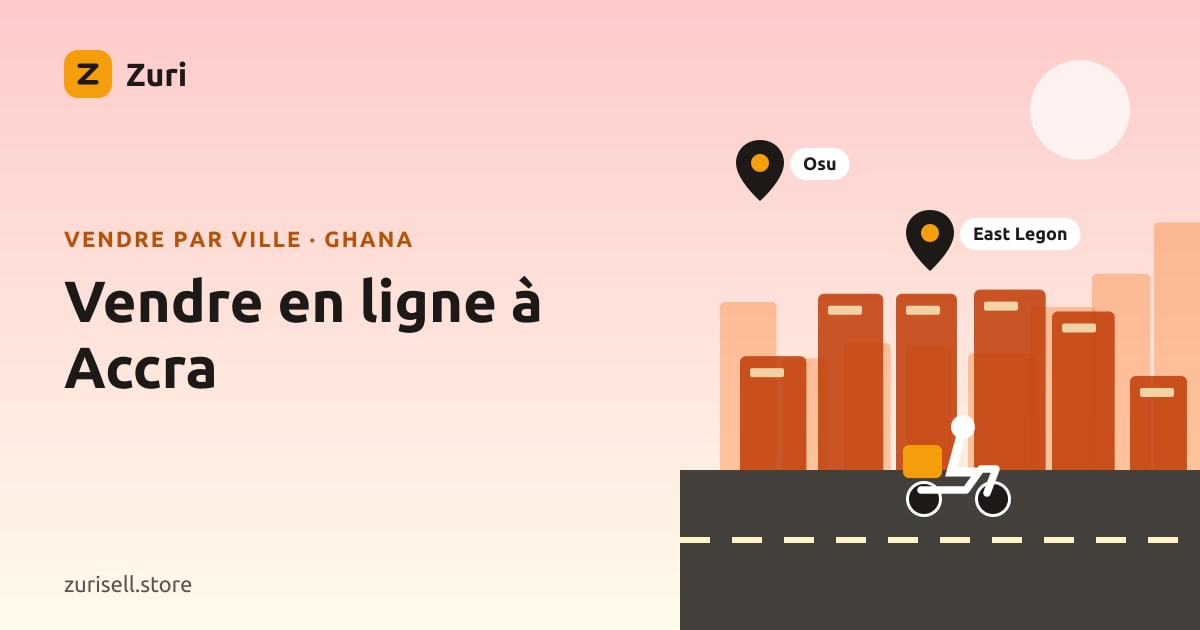 Z Zuri
VENDRE PAR VILLE · GHANA
Vendre en ligne à
Accra
Osu
East Legon
zurisell.store